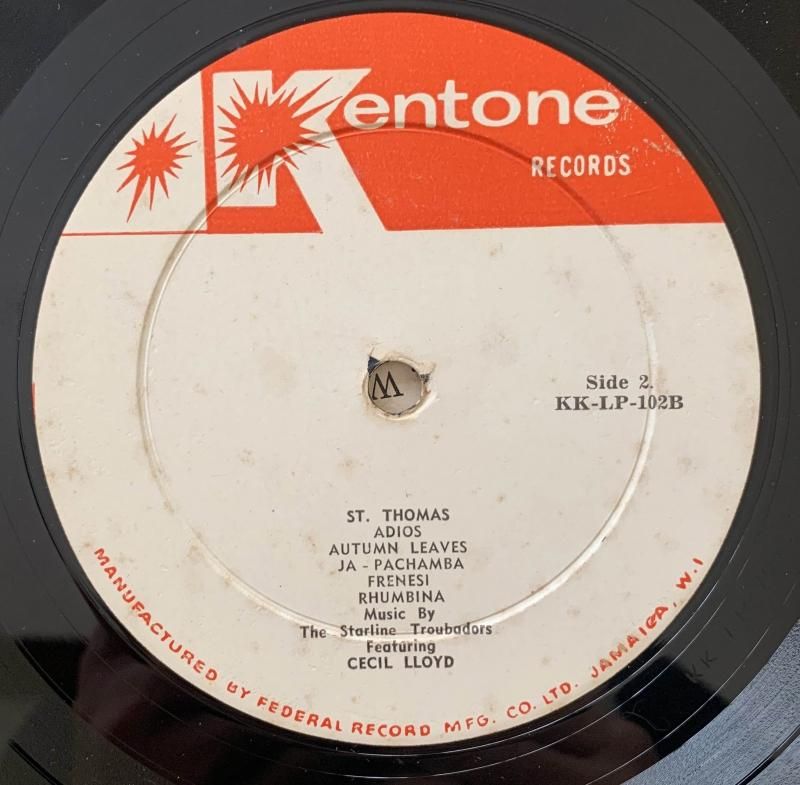 Kentone
RECORDS
W
Side 2.
KK-LP-102B
ST. THOMAS
ADIOS
AUTUMN LEAVES
JA - PACHAMBA
FRENESI
RHUMBINA
Music By
The Starline Troubadors
Featuring
CECIL LLOYD
MANUFACTURED BY FEDERAL RECORD MFG. CO. LTD. JAMAICA, W.I